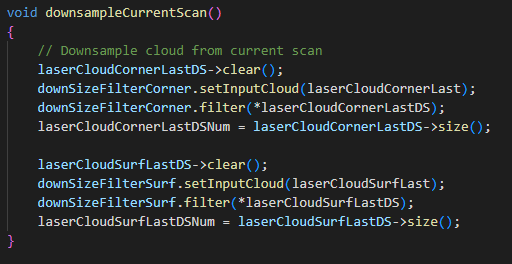 void downsampleCurrentScan()
{
    // Downsample cloud from current scan
    laserCloudCornerLastDS->clear();
    downSizeFilterCorner.setInputCloud(laserCloudCornerLast);
    downSizeFilterCorner.filter(*laserCloudCornerLastDS);
    laserCloudCornerLastDSNum = laserCloudCornerLastDS->size();

    laserCloudSurfLastDS->clear();
    downSizeFilterSurf.setInputCloud(laserCloudSurfLast);
    downSizeFilterSurf.filter(*laserCloudSurfLastDS);
    laserCloudSurfLastDSNum = laserCloudSurfLastDS->size();
}